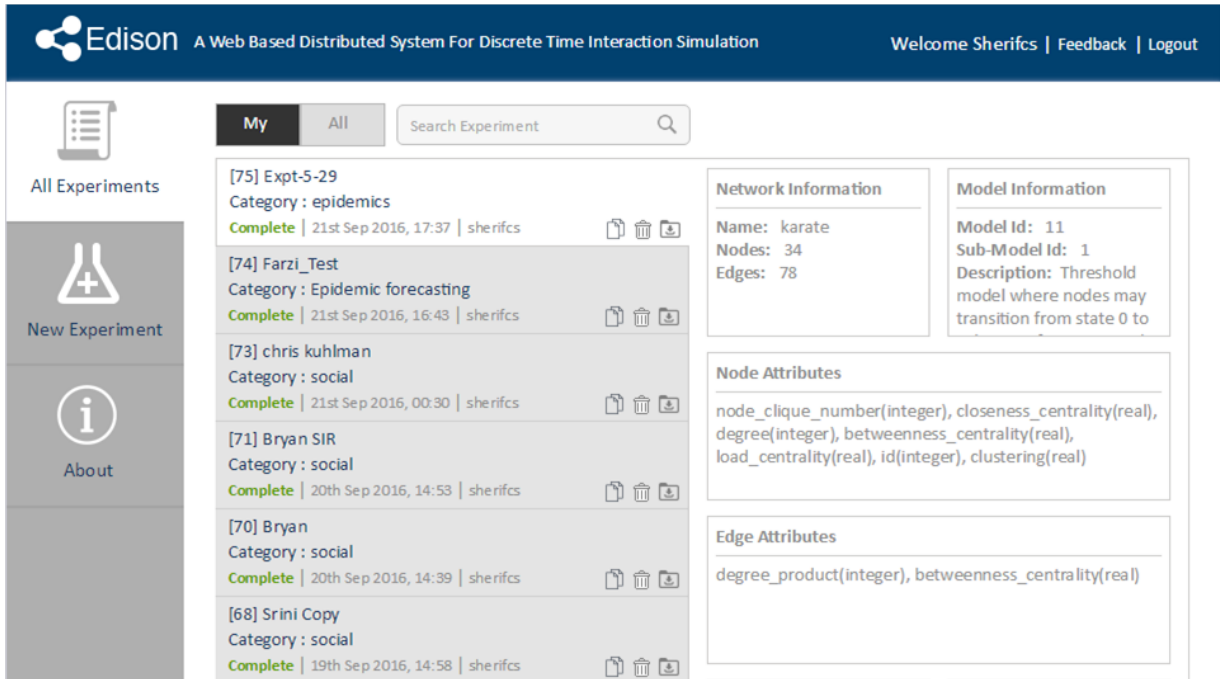 Edison A Web Based Distributed System For Discrete Time Interaction Simulation
Welcome Sherifcs | Feedback | Logout
All Experiments
New Experiment
About
My All Search Experiment
[75] Expt-5-29
Category : epidemics
Complete | 21st Sep 2016, 17:37 | sherifcs
[74] Farzi_Test
Category : Epidemic forecasting
Complete | 21st Sep 2016, 16:43 | sherifcs
[73] chris kuhlman
Category : social
Complete | 21st Sep 2016, 00:30 | sherifcs
[71] Bryan SIR
Category : social
Complete | 20th Sep 2016, 14:53 | sherifcs
[70] Bryan
Category : social
Complete | 20th Sep 2016, 14:39 | sherifcs
[68] Srini Copy
Category : social
Complete | 19th Sep 2016, 14:58 | sherifcs
Network Information
Name: karate
Nodes: 34
Edges: 78
Model Information
Model Id: 11
Sub-Model Id: 1
Description: Threshold
model where nodes may
transition from state 0 to
Node Attributes
node_clique_number(integer), closeness_centrality(real),
degree(integer), betweenness_centrality(real),
load_centrality(real), id(integer), clustering(real)
Edge Attributes
degree_product(integer), betweenness_centrality(real)